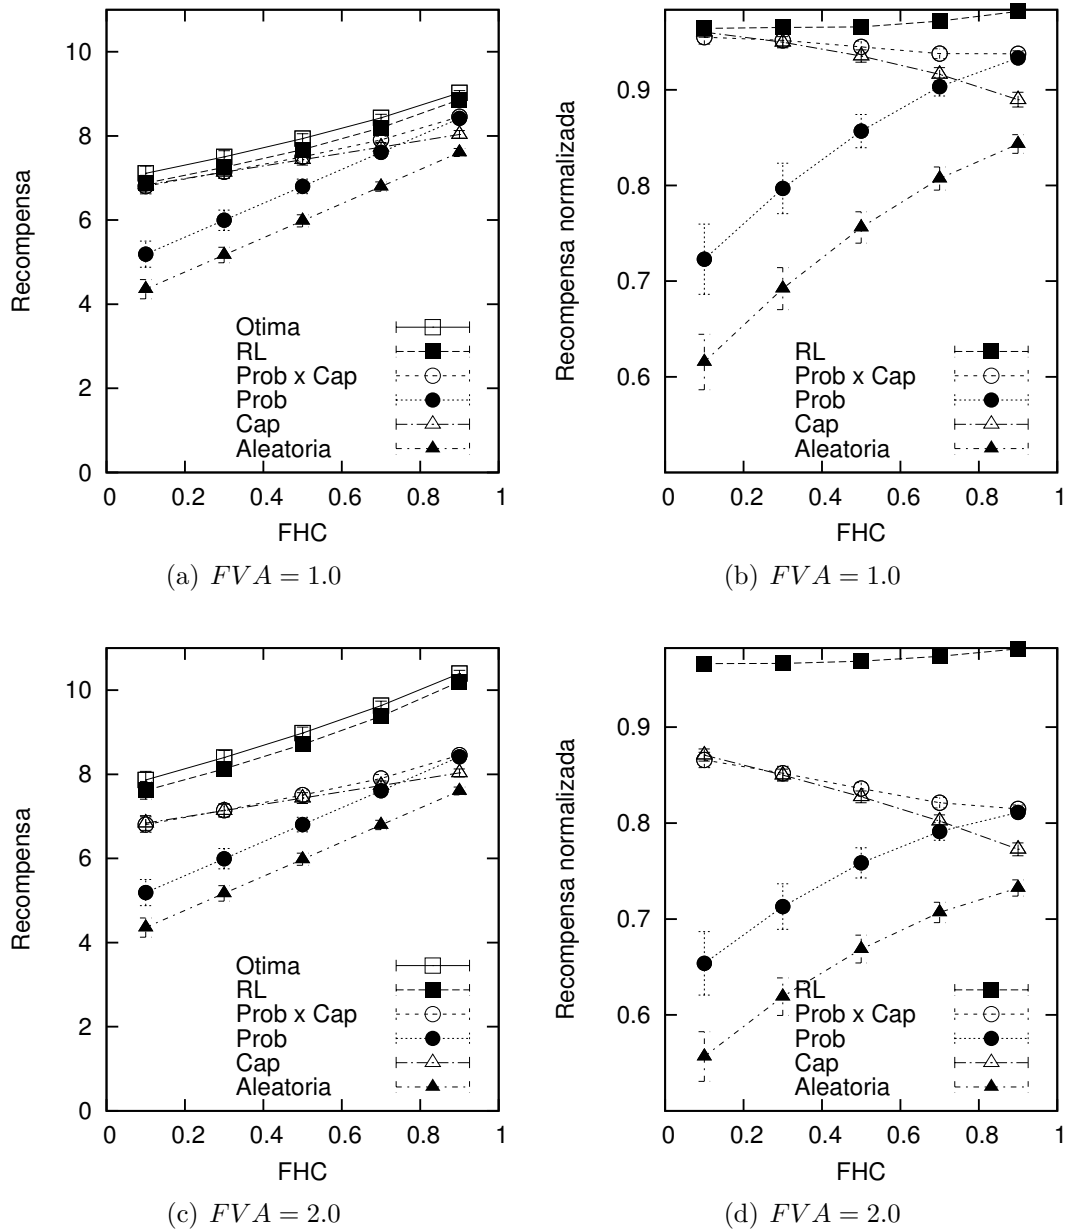 10
8
6
4
2
0
Recompensa
Otima
RL
Prob x Cap
Prob
Cap
Aleatoria
0 0.2 0.4 0.6 0.8 1
FHC
(a) FVA = 1.0
0.9
0.8
0.7
0.6
Recompensa normalizada
RL
Prob x Cap
Prob
Cap
Aleatoria
0 0.2 0.4 0.6 0.8 1
FHC
(b) FVA = 1.0
10
8
6
4
2
0
Recompensa
Otima
RL
Prob x Cap
Prob
Cap
Aleatoria
0 0.2 0.4 0.6 0.8 1
FHC
(c) FVA = 2.0
0.9
0.8
0.7
0.6
Recompensa normalizada
RL
Prob x Cap
Prob
Cap
Aleatoria
0 0.2 0.4 0.6 0.8 1
FHC
(d) FVA = 2.0